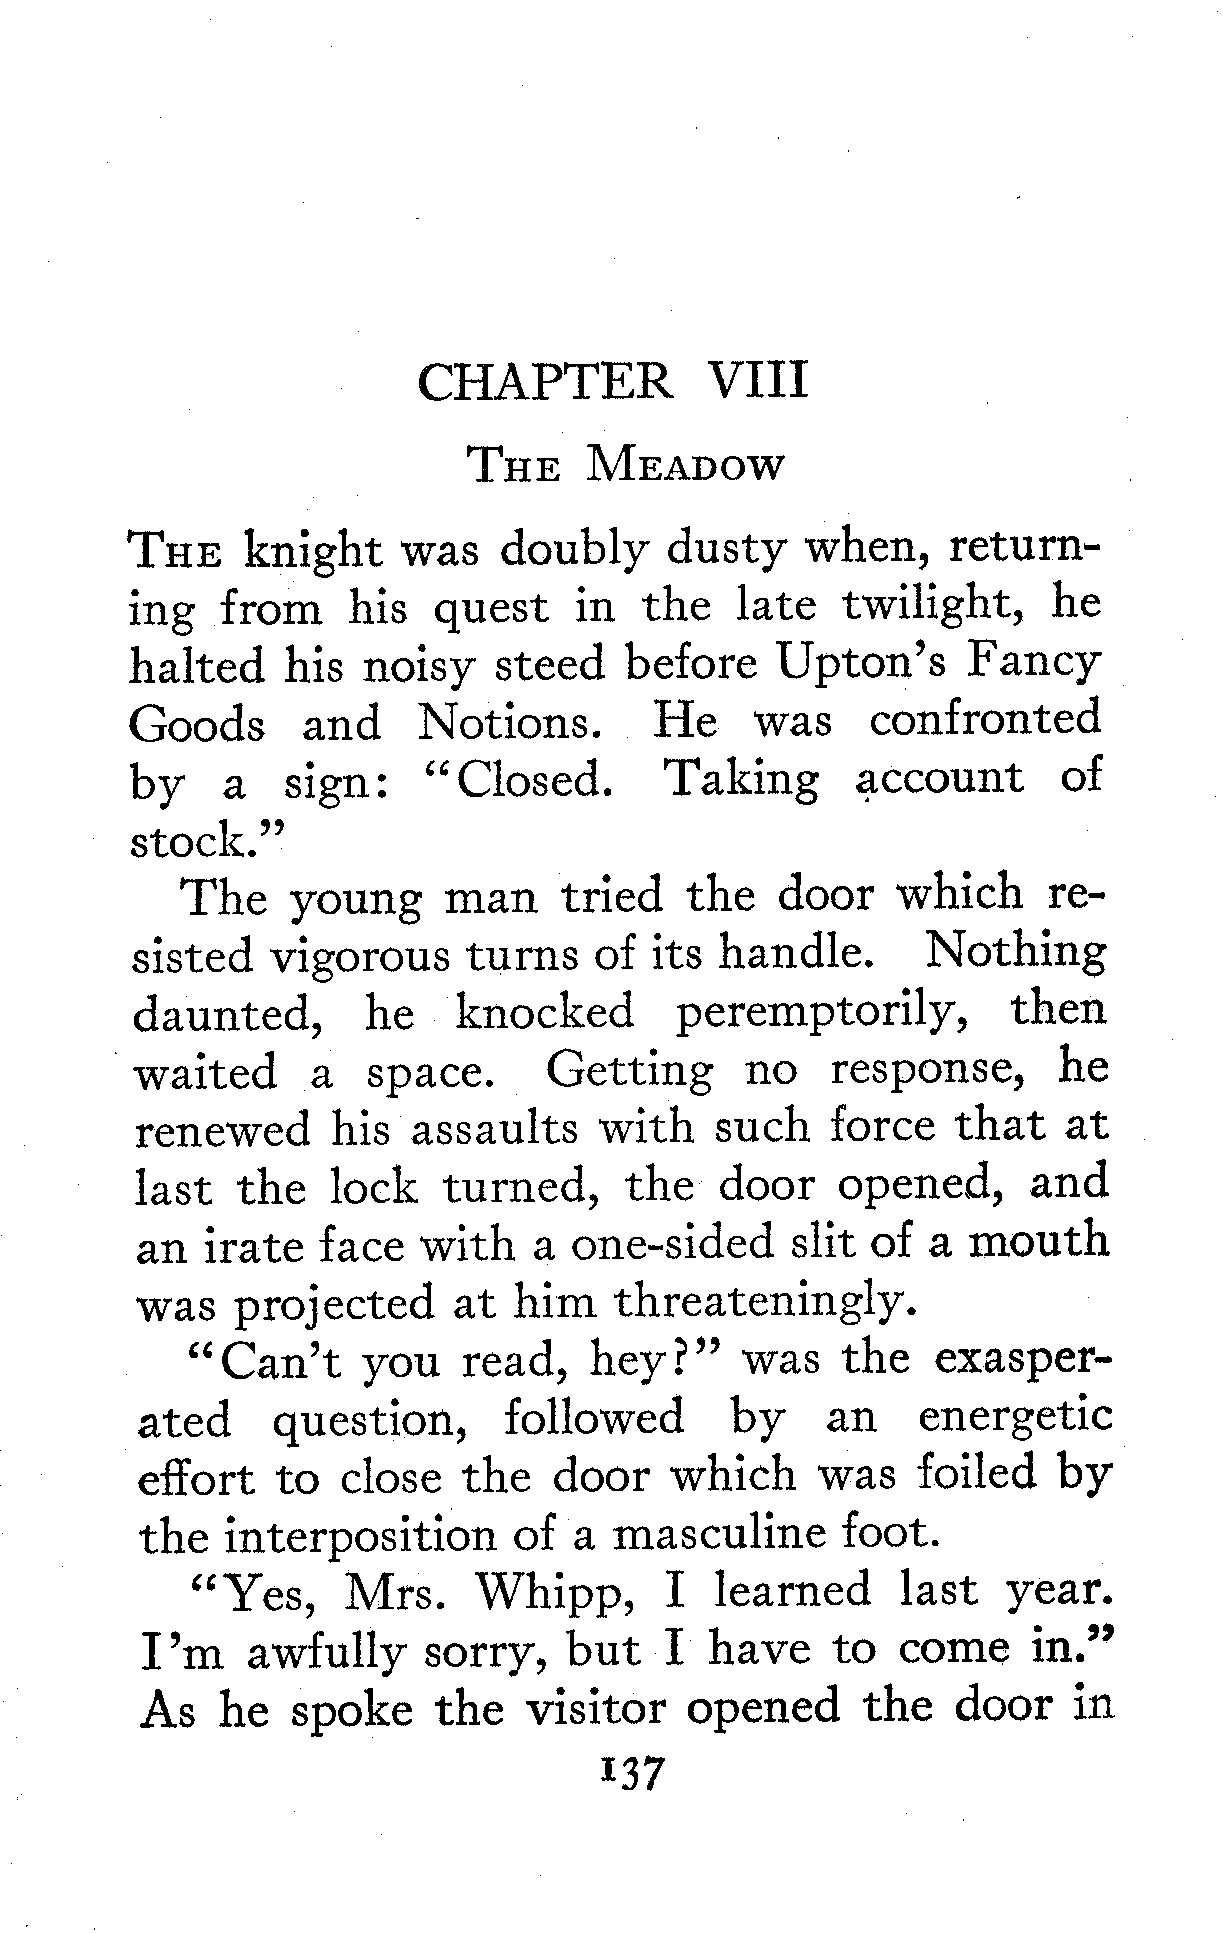 CHAPTER VIII
THE MEADOW
THE knight was doubly dusty when, return-
ing from his quest in the late twilight, he
halted his noisy steed before Upton's Fancy
Goods and Notions. He was confronted
by a sign: "Closed. Taking account of
stock."
The young man tried the door which re-
sisted vigorous turns of its handle. Nothing
daunted, he knocked peremptorily, then
waited a space. Getting no response, he
renewed his assaults with such force that at
last the lock turned, the door opened, and
an irate face with a one-sided slit of a mouth
was projected at him threateningly.
"Can't you read, hey?" was the exasper-
ated question, followed by an energetic
effort to close the door which was foiled by
the interposition of a masculine foot.
"Yes, Mrs. Whipp, I learned last year.
I'm awfully sorry, but I have to come in."
As he spoke the visitor opened the door in
137